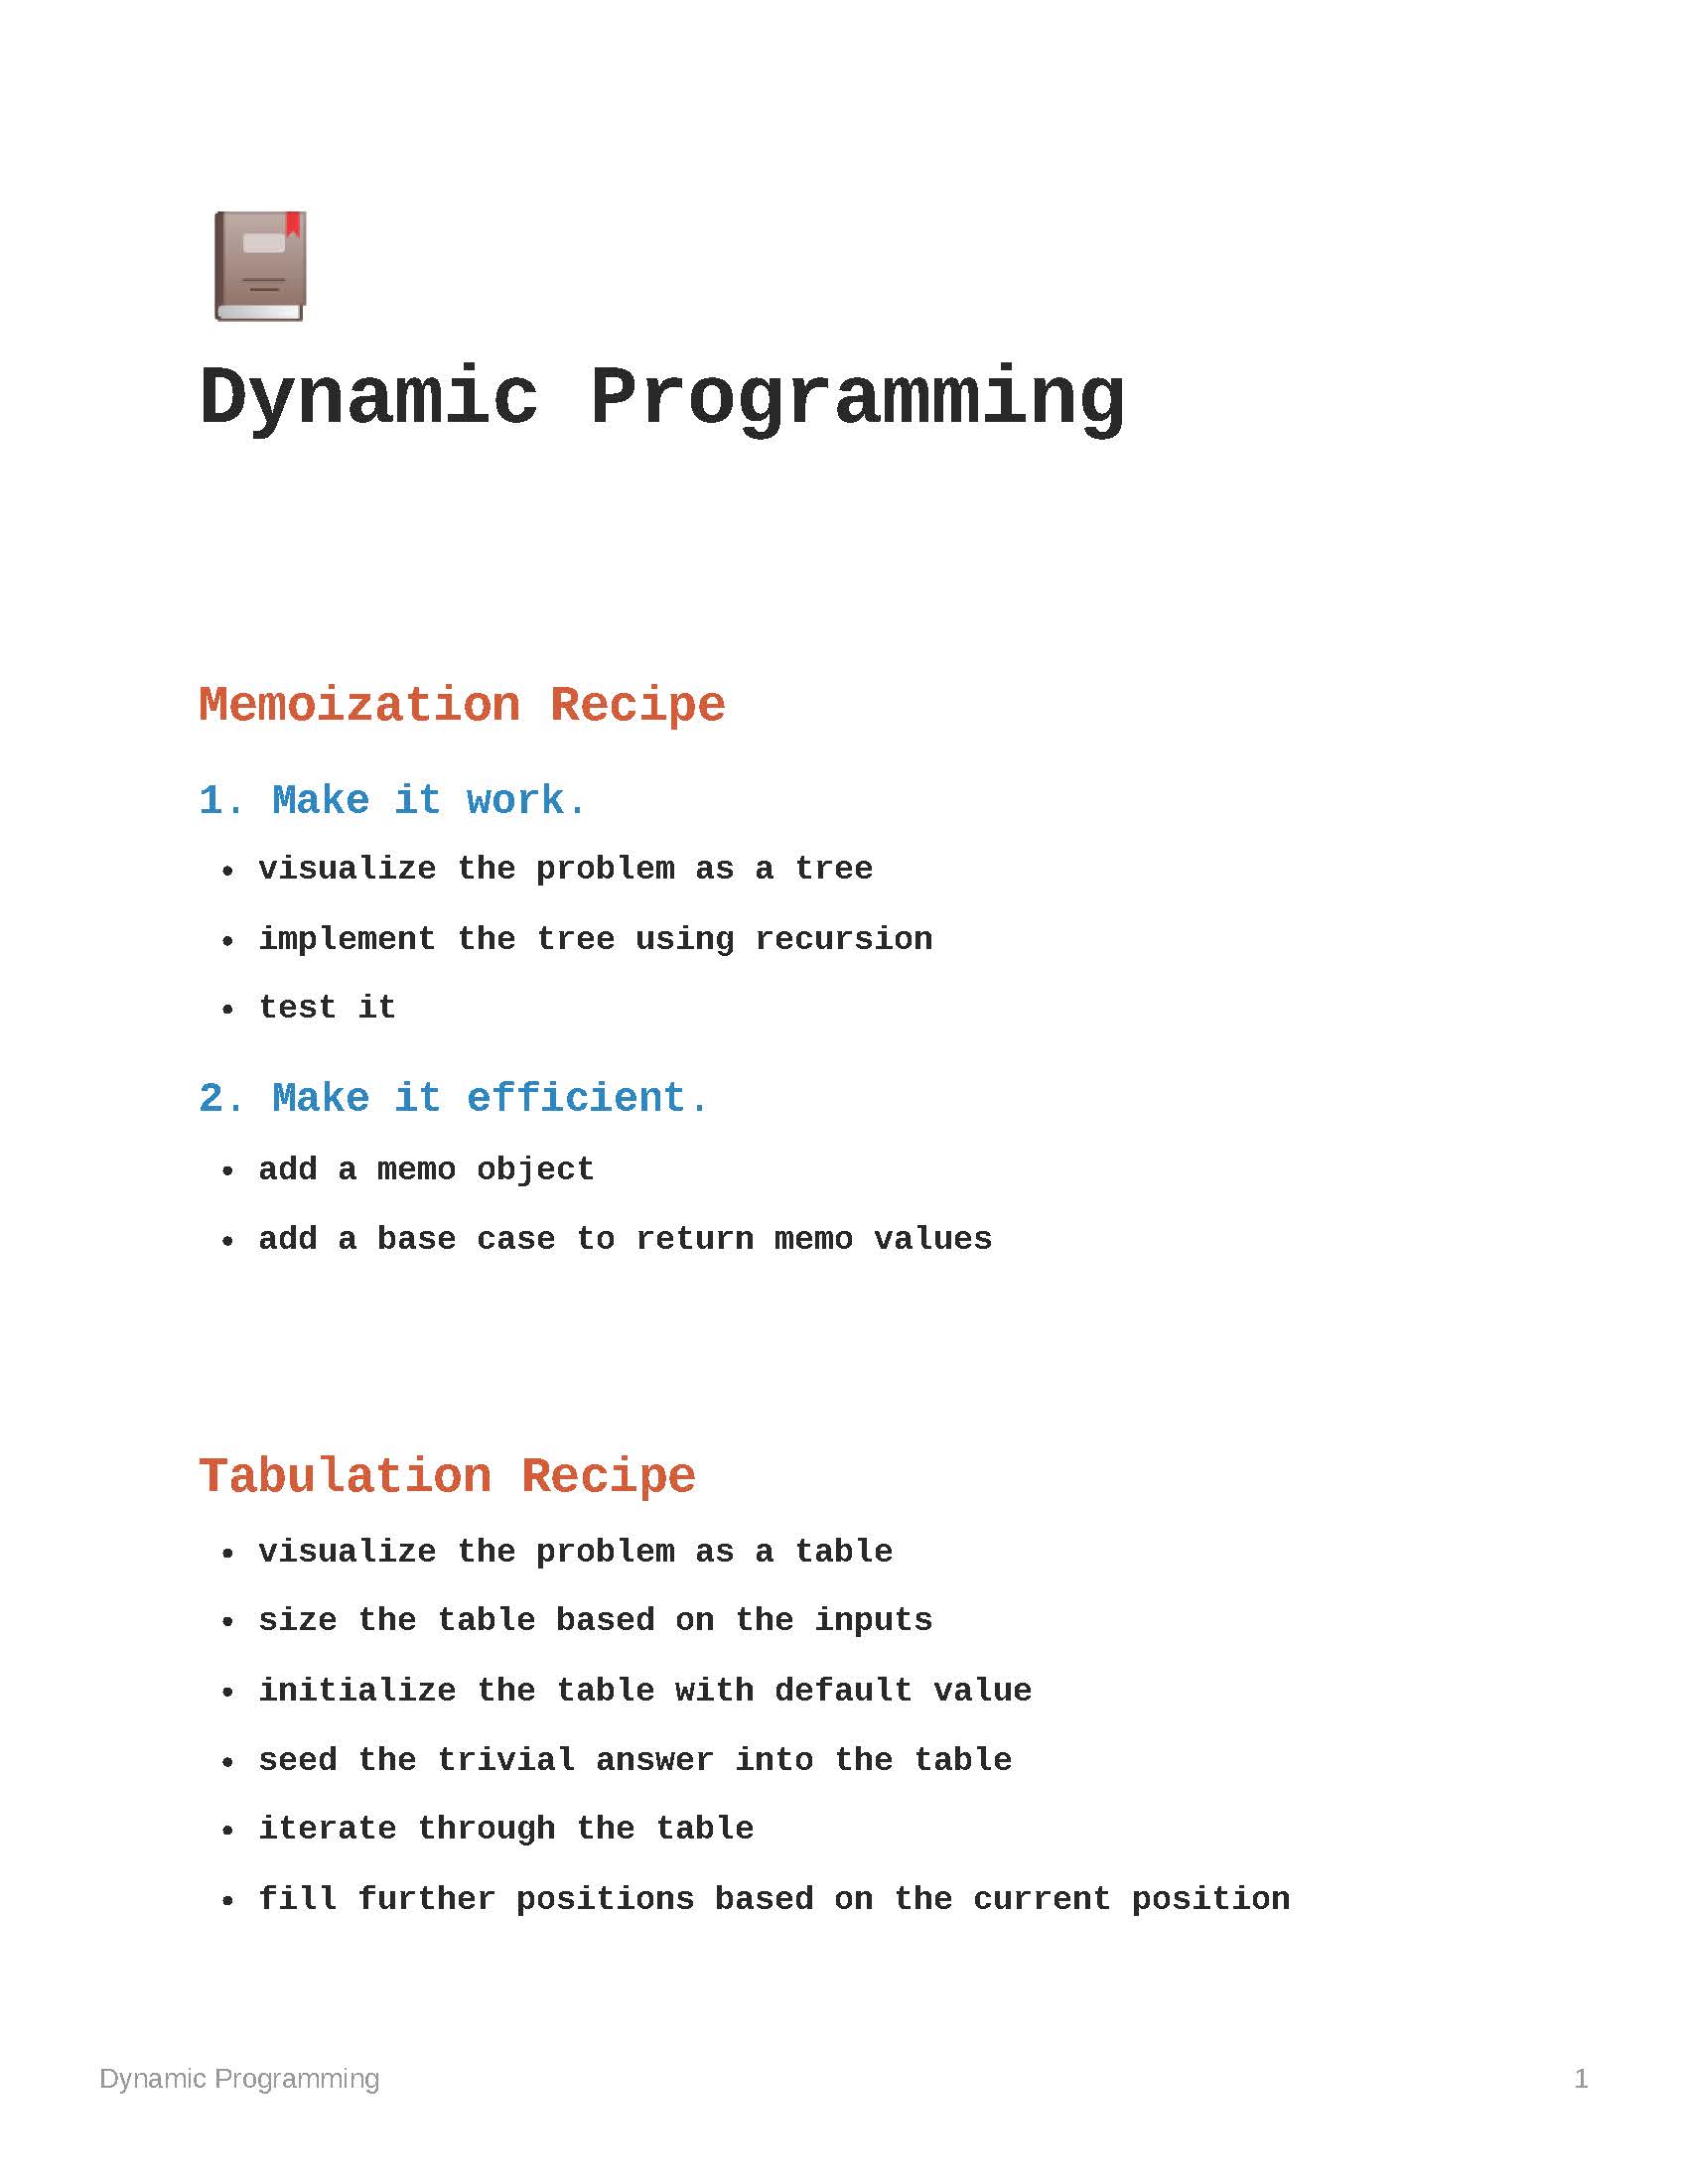 Dynamic Programming
Memoization Recipe
1. Make it work.
• visualize the problem as a tree
• implement the tree using recursion
• test it
2. Make it efficient.
• add a memo object
• add a base case to return memo values
Tabulation Recipe
• visualize the problem as a table
• size the table based on the inputs
• initialize the table with default value
• seed the trivial answer into the table
• iterate through the table
• fill further positions based on the current position
Dynamic Programming 1